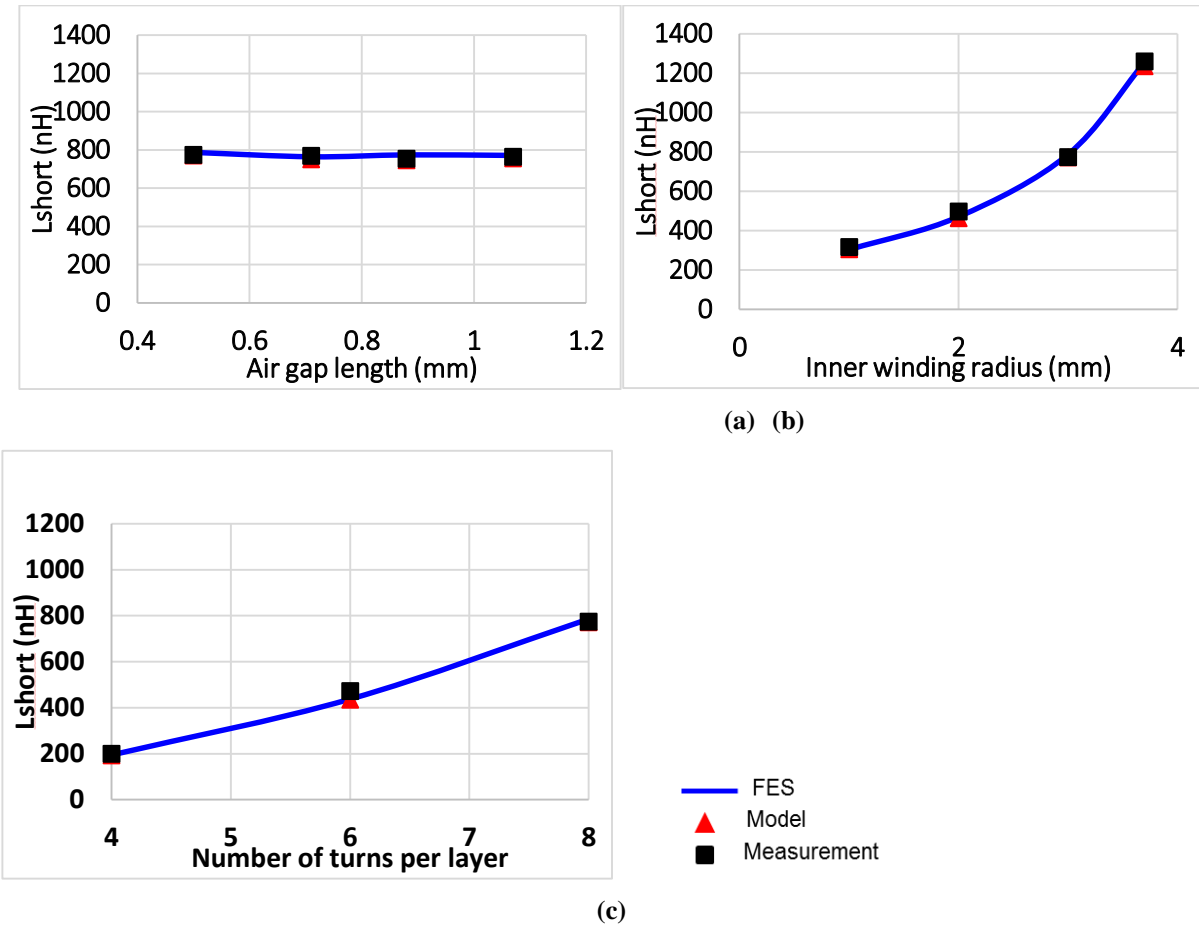 1400
1200
1000
800
600
400
200
0
Lshort (nH)
0.4 0.6 0.8 1 1.2
Air gap length (mm)
1400
1200
1000
800
600
400
200
0
Lshort (nH)
0 2 4
Inner winding radius (mm)
(a) (b)
1200
1000
800
600
400
200
0
Lshort (nH)
4 5 6 7 8
Number of turns per layer
FES
Model
Measurement
(c)